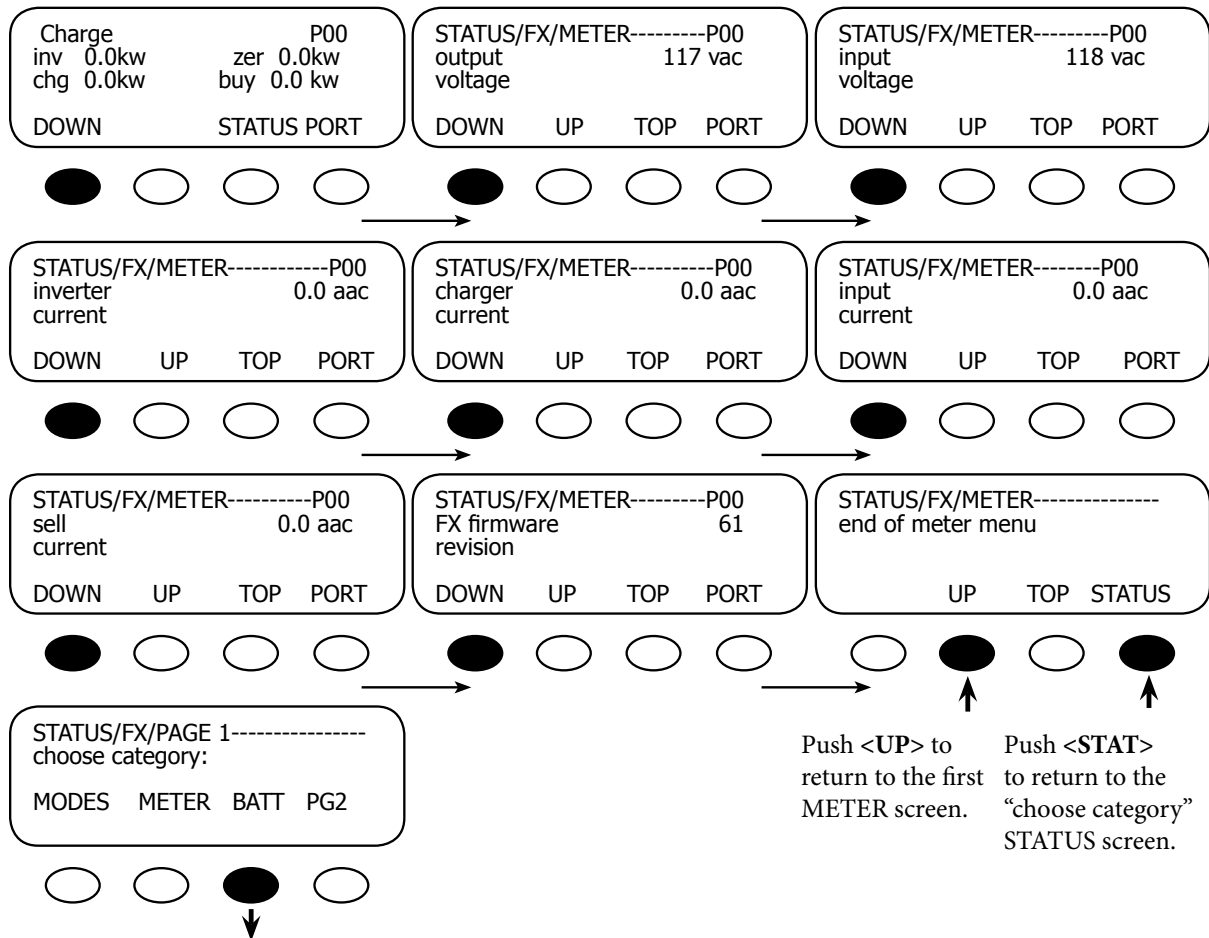 Charge P00
inv 0.0kw zer 0.0kw
chg 0.0kw buy 0.0 kw
DOWN STATUS PORT
STATUS/FX/METER---------P00
output 117 vac
voltage
DOWN UP TOP PORT
STATUS/FX/METER---------P00
input 118 vac
voltage
DOWN UP TOP PORT
STATUS/FX/METER------------P00
inverter 0.0 aac
current
DOWN UP TOP PORT
STATUS/FX/METER----------P00
charger 0.0 aac
current
DOWN UP TOP PORT
STATUS/FX/METER--------P00
input 0.0 aac
current
DOWN UP TOP PORT
STATUS/FX/METER----------P00
sell 0.0 aac
current
DOWN UP TOP PORT
STATUS/FX/METER---------P00
FX firmware 61
revision
DOWN UP TOP PORT
STATUS/FX/METER---------------
end of meter menu
UP TOP STATUS
STATUS/FX/PAGE 1----------------
choose category:
MODES METER BATT PG2
Push <UP> to
return to the first
METER screen.
Push <STAT>
to return to the
“choose category”
STATUS screen.